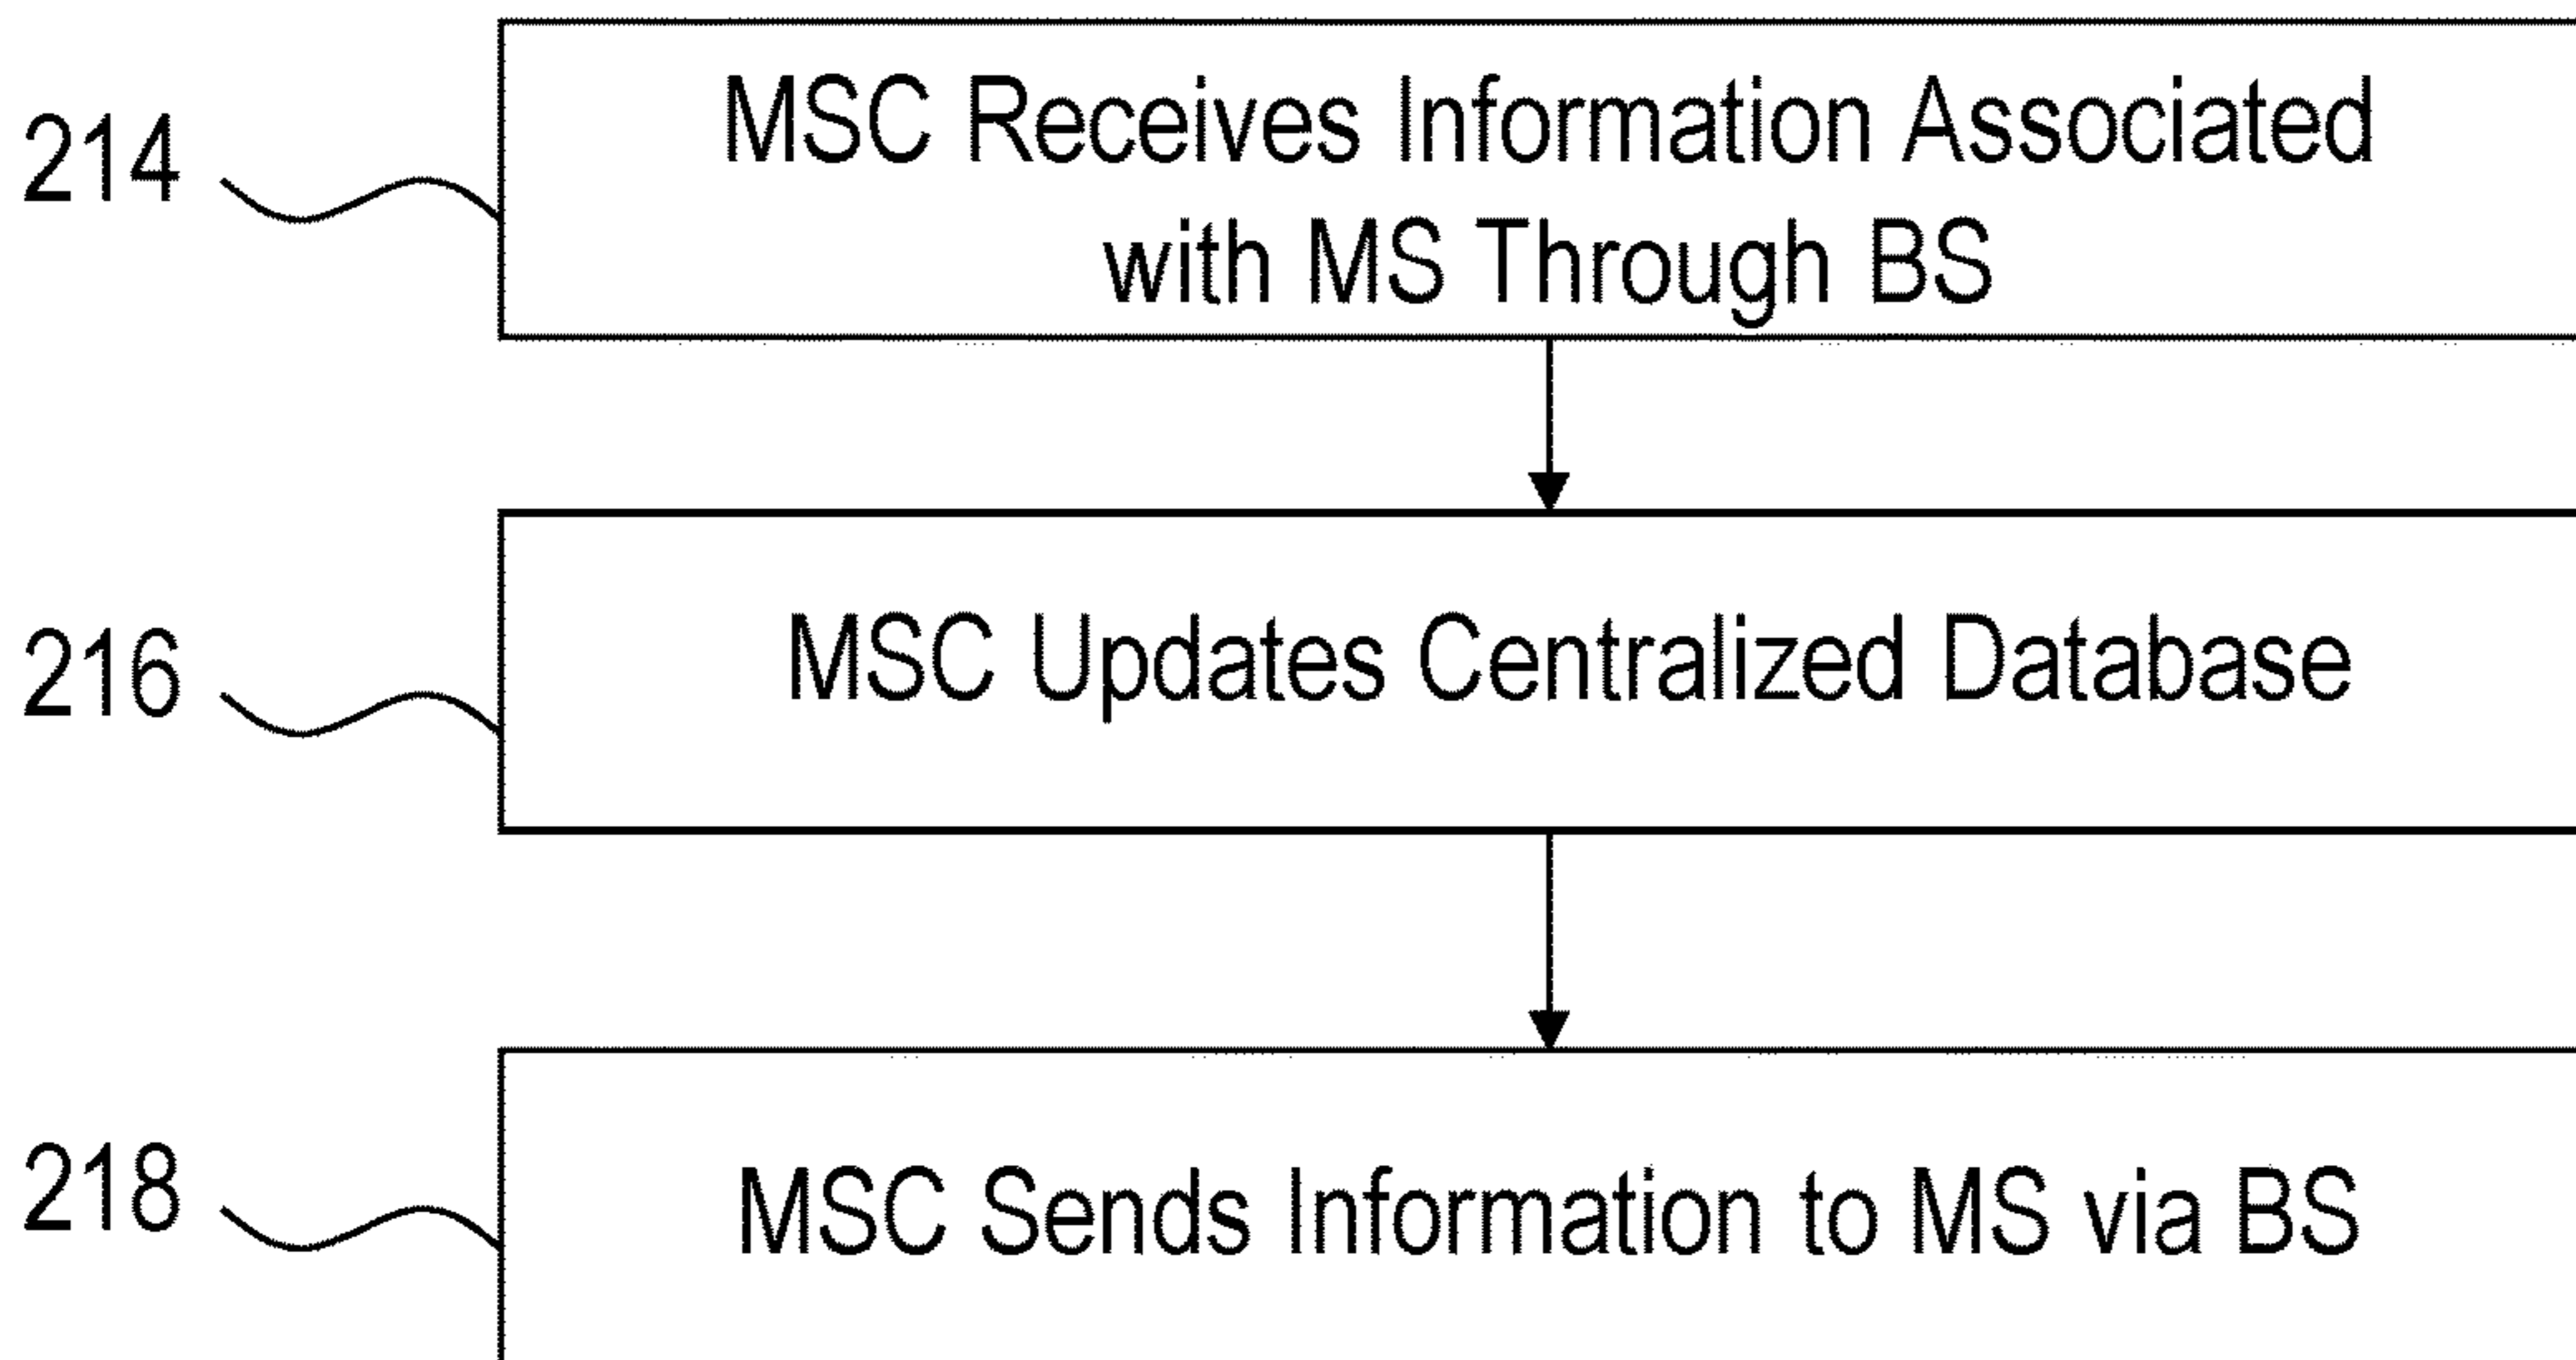 214
MSC Receives Information Associated
with MS Through BS
216
MSC Updates Centralized Database
218
MSC Sends Information to MS via BS